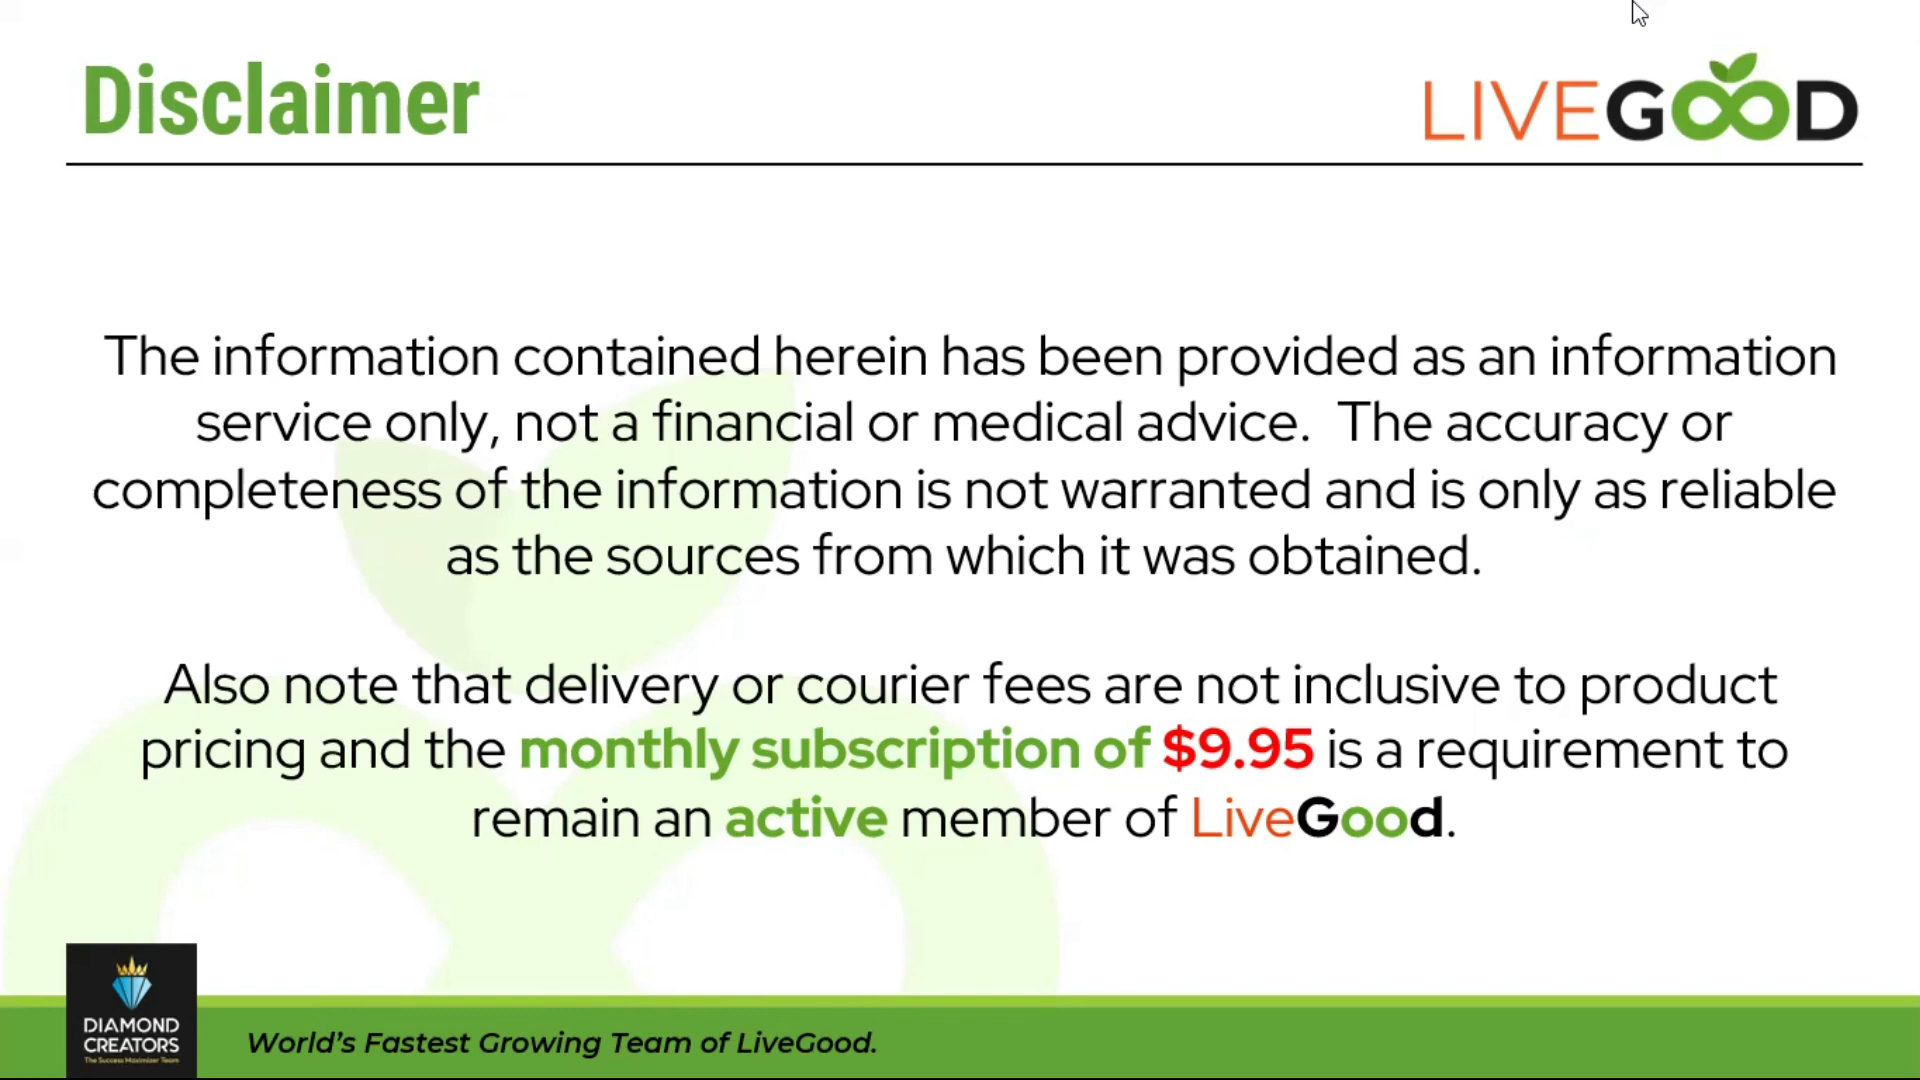 Disclaimer
LIVEGOOD
The information contained herein has been provided as an information
service only, not a financial or medical advice.  The accuracy or
completeness of the information is not warranted and is only as reliable
as the sources from which it was obtained.
Also note that delivery or courier fees are not inclusive to product
pricing and the monthly subscription of $9.95 is a requirement to
remain an active member of LiveGood.
DIAMOND
CREATORS
The Success Maximizer Team
World's Fastest Growing Team of LiveGood.